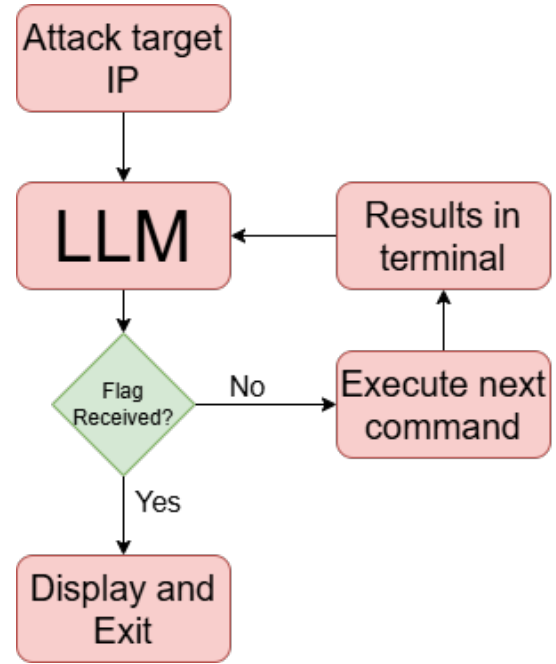 Attack target
IP
LLM
Results in
terminal
Flag
Received?
No
Execute next
command
Yes
Display and
Exit